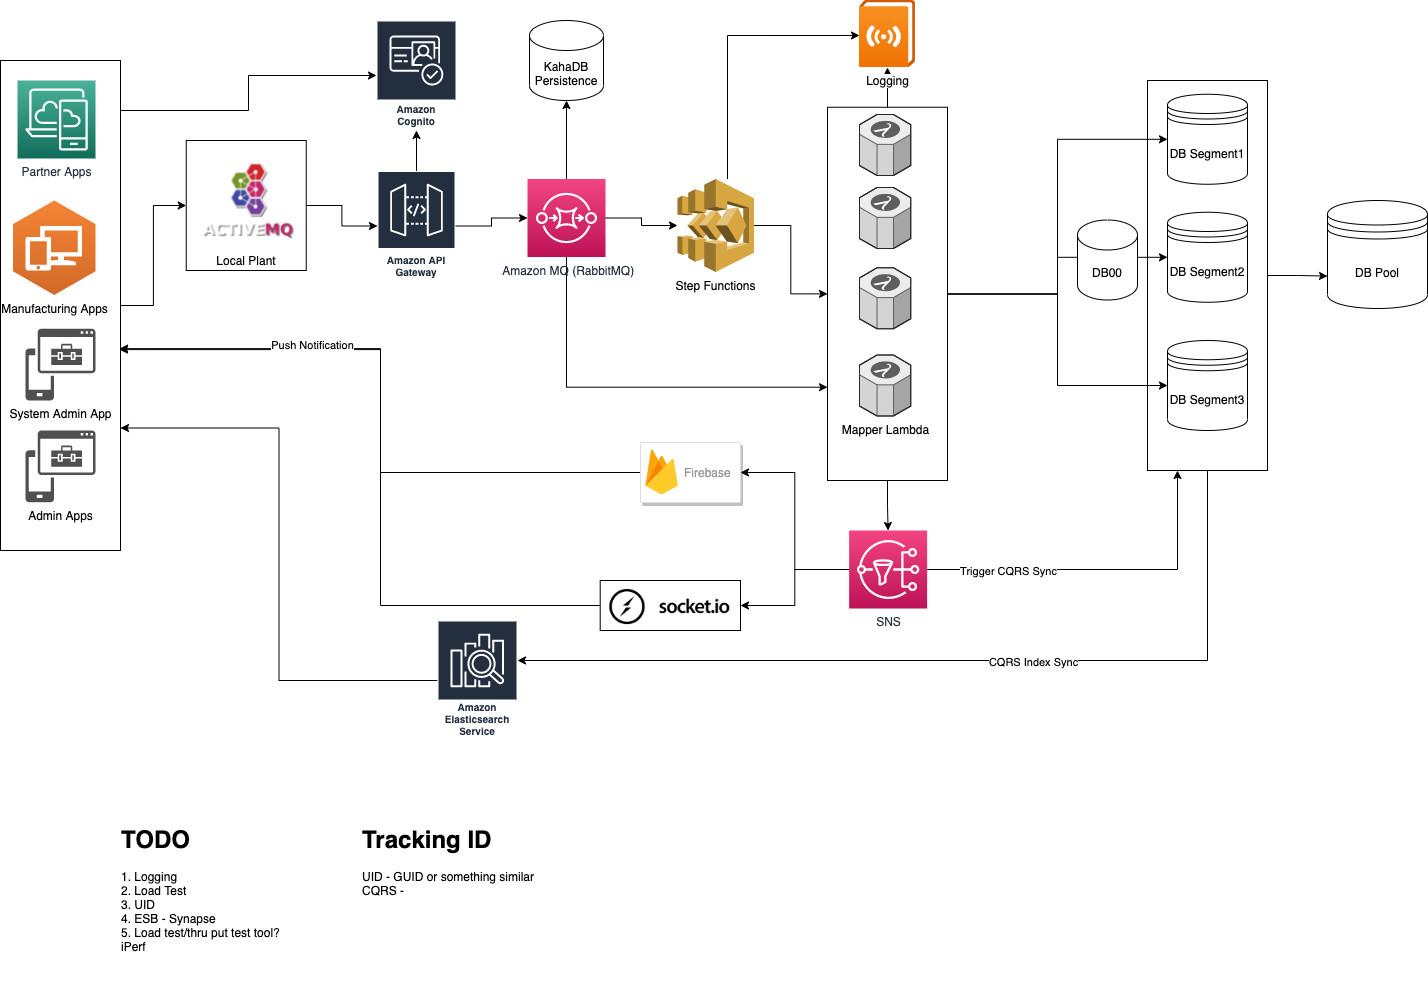 Partner Apps
Manufacturing Apps
System Admin App
Admin Apps
ACTIVEMQ
Local Plant
Amazon
Cognito
Amazon API
Gateway
KahaDB
Persistence
Amazon MQ (RabbitMQ)
Step Functions
Logging
Mapper Lambda
DB00
DB Segment1
DB Segment2
DB Segment3
DB Pool
Push Notification
Firebase
socket.io
SNS
Trigger CQRS Sync
CQRS Index Sync
Amazon
Elasticsearch
Service
TODO
1. Logging
2. Load Test
3. UID
4. ESB - Synapse
5. Load test/thru put test tool?
iPerf
Tracking ID
UID - GUID or something similar
CQRS -